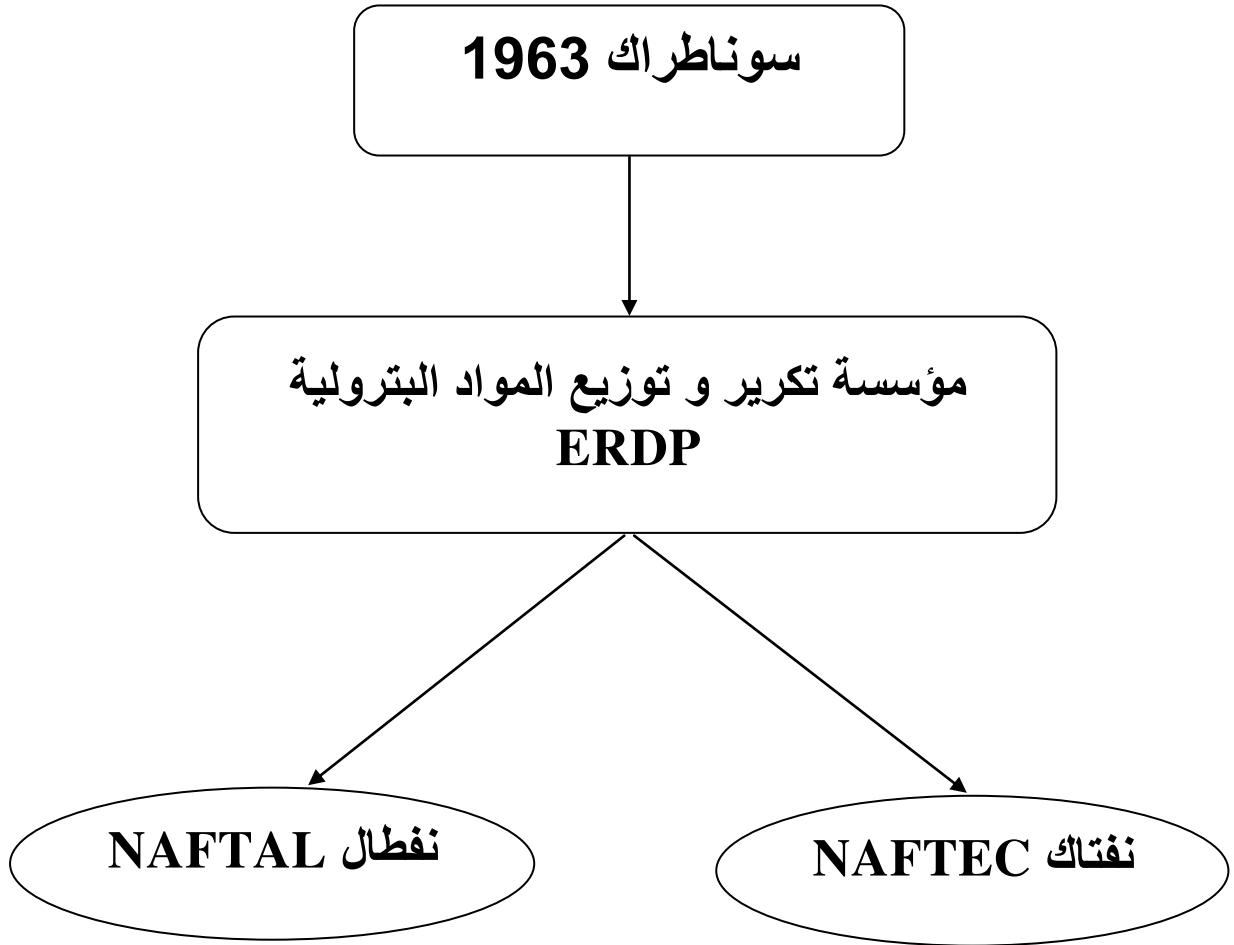 سوناطراك 1963
مؤسسة تكرير و توزيع المواد البترولية
ERDP
نفتاك NAFTEC
نفطال NAFTAL